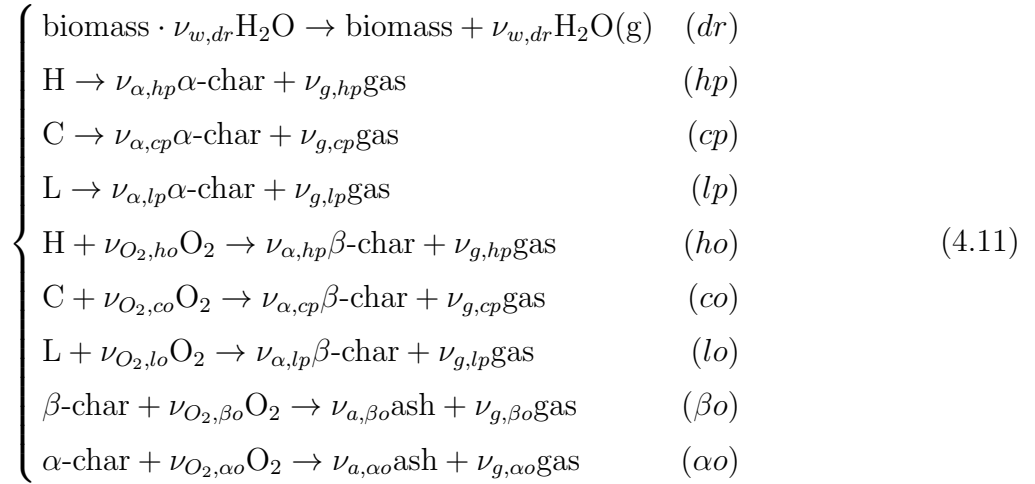 biomass · ν_{w,dr}H₂O → biomass + ν_{w,dr}H₂O(g) (dr)
H → ν_{α,hp}α-char + ν_{g,hp}gas (hp)
C → ν_{α,cp}α-char + ν_{g,cp}gas (cp)
L → ν_{α,lp}α-char + ν_{g,lp}gas (lp)
H + ν_{O₂,ho}O₂ → ν_{α,hp}β-char + ν_{g,hp}gas (ho) (4.11)
C + ν_{O₂,co}O₂ → ν_{α,cp}β-char + ν_{g,cp}gas (co)
L + ν_{O₂,lo}O₂ → ν_{α,lp}β-char + ν_{g,lp}gas (lo)
β-char + ν_{O₂,βo}O₂ → ν_{a,βo}ash + ν_{g,βo}gas (βo)
α-char + ν_{O₂,αo}O₂ → ν_{a,αo}ash + ν_{g,αo}gas (αo)